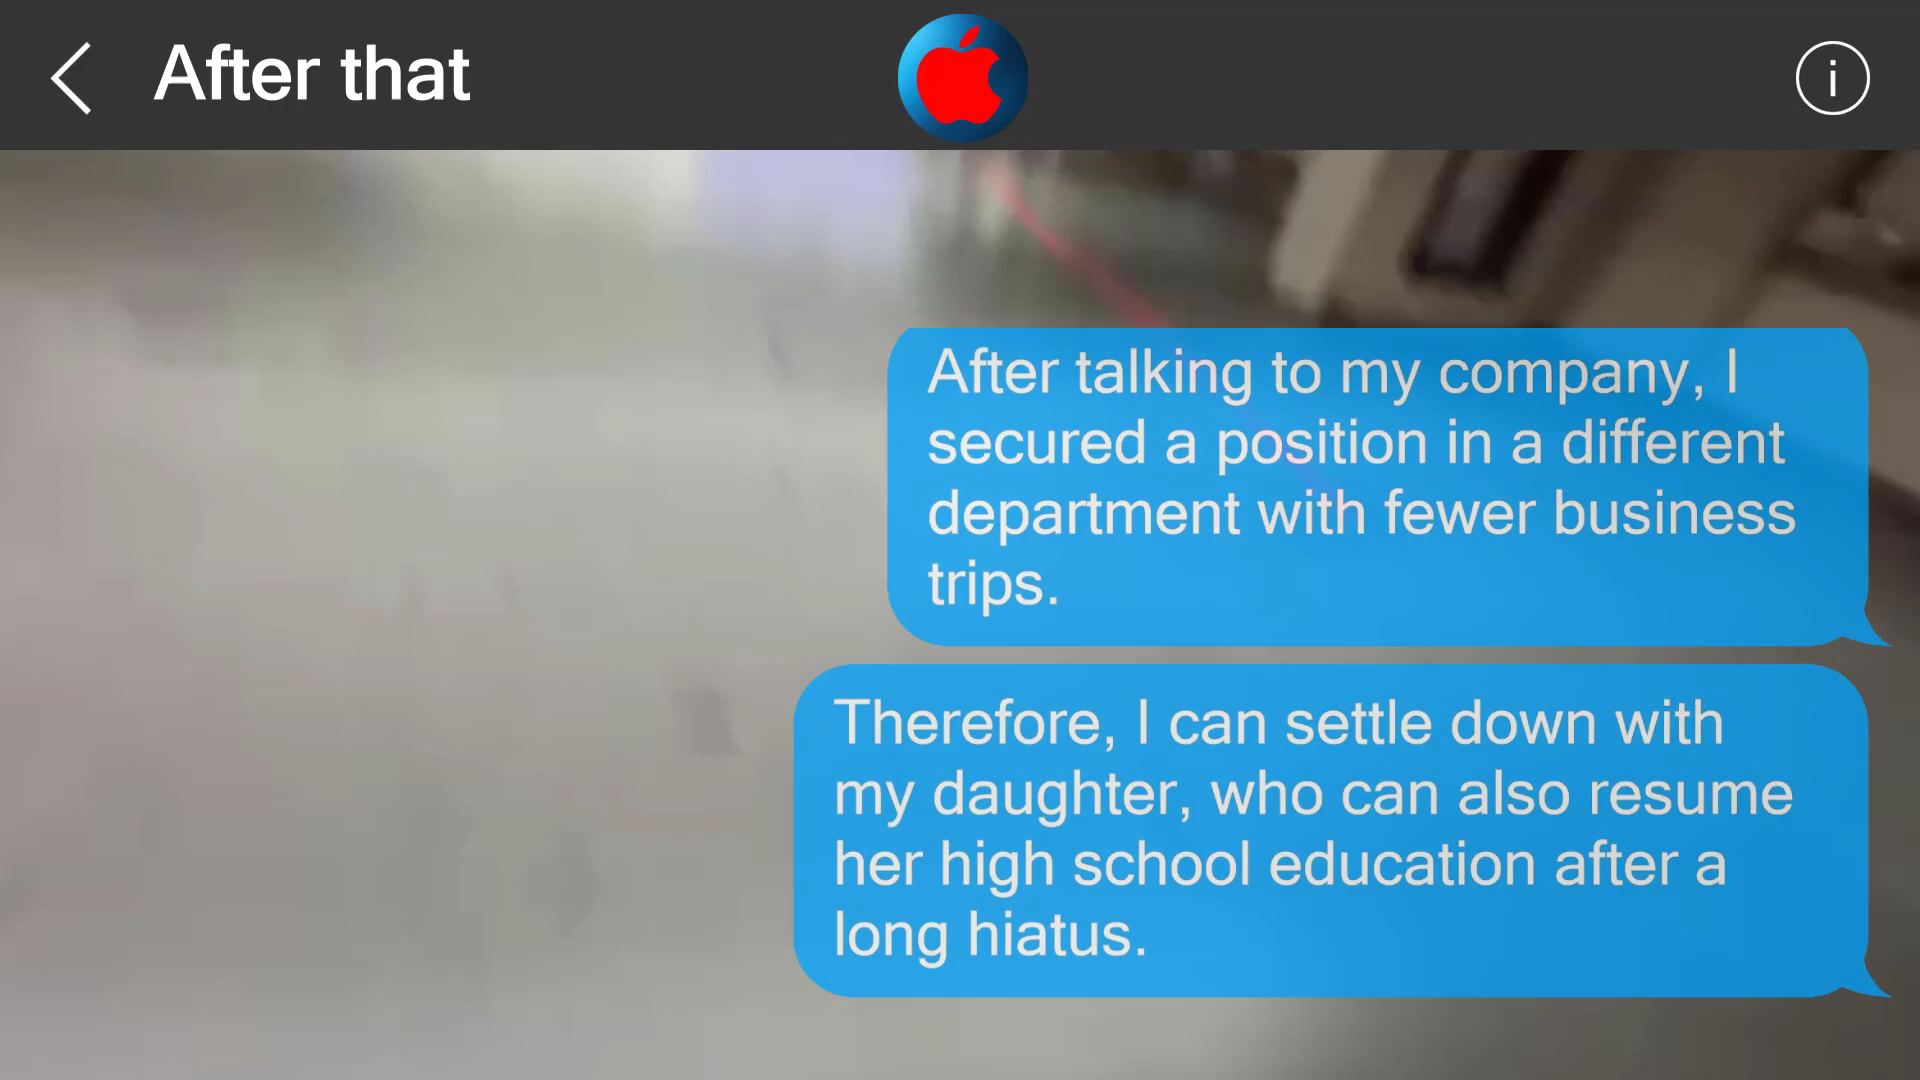 After that
i
After talking to my company, I
secured a position in a different
department with fewer business
trips.
Therefore, I can settle down with
my daughter, who can also resume
her high school education after a
long hiatus.